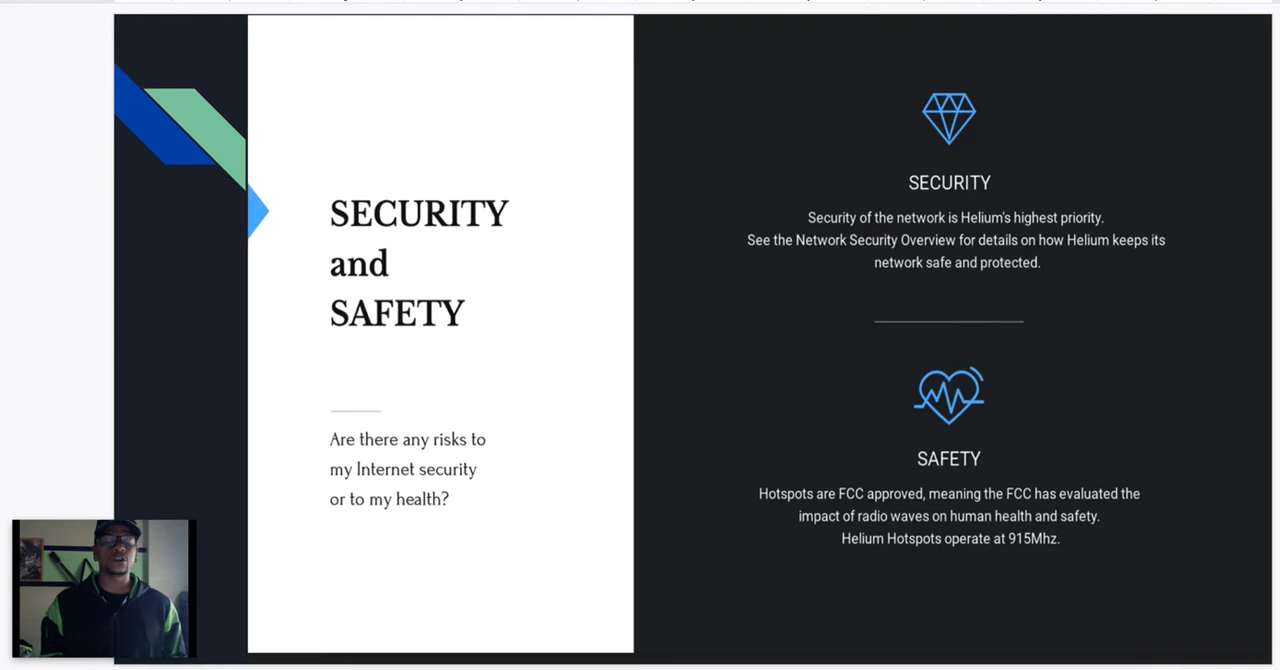 SECURITY
and
SAFETY
Are there any risks to
my Internet security
or to my health?
SECURITY
Security of the network is Helium's highest priority.
See the Network Security Overview for details on how Helium keeps its
network safe and protected.
SAFETY
Hotspots are FCC approved, meaning the FCC has evaluated the
impact of radio waves on human health and safety.
Helium Hotspots operate at 915Mhz.